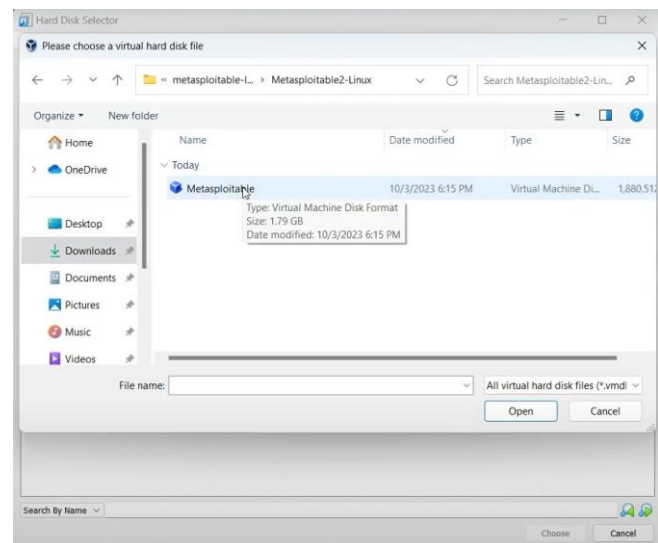 Hard Disk Selector
Please choose a virtual hard disk file
« metasploitable-l... > Metasploitable2-Linux
Search Metasploitable2-Lin...
Organize
New folder
Home
Name
Date modified
Type
Size
OneDrive
Today
Metasploitable
10/3/2023 6:15 PM
Virtual Machine Di...
1,880,51
Type: Virtual Machine Disk Format
Size: 1.79 GB
Date modified: 10/3/2023 6:15 PM
Desktop
Downloads
Documents
Pictures
Music
Videos
File name:
All virtual hard disk files (*.vmdl
Open
Cancel
Search By Name
Choose
Cancel